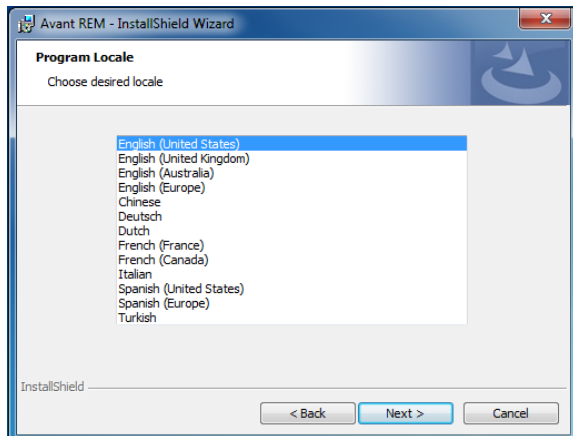 Avant REM - InstallShield Wizard
Program Locale
Choose desired locale
English (United States)
English (United Kingdom)
English (Australia)
English (Europe)
Chinese
Deutsch
Dutch
French (France)
French (Canada)
Italian
Spanish (United States)
Spanish (Europe)
Turkish
InstallShield
< Back Next > Cancel